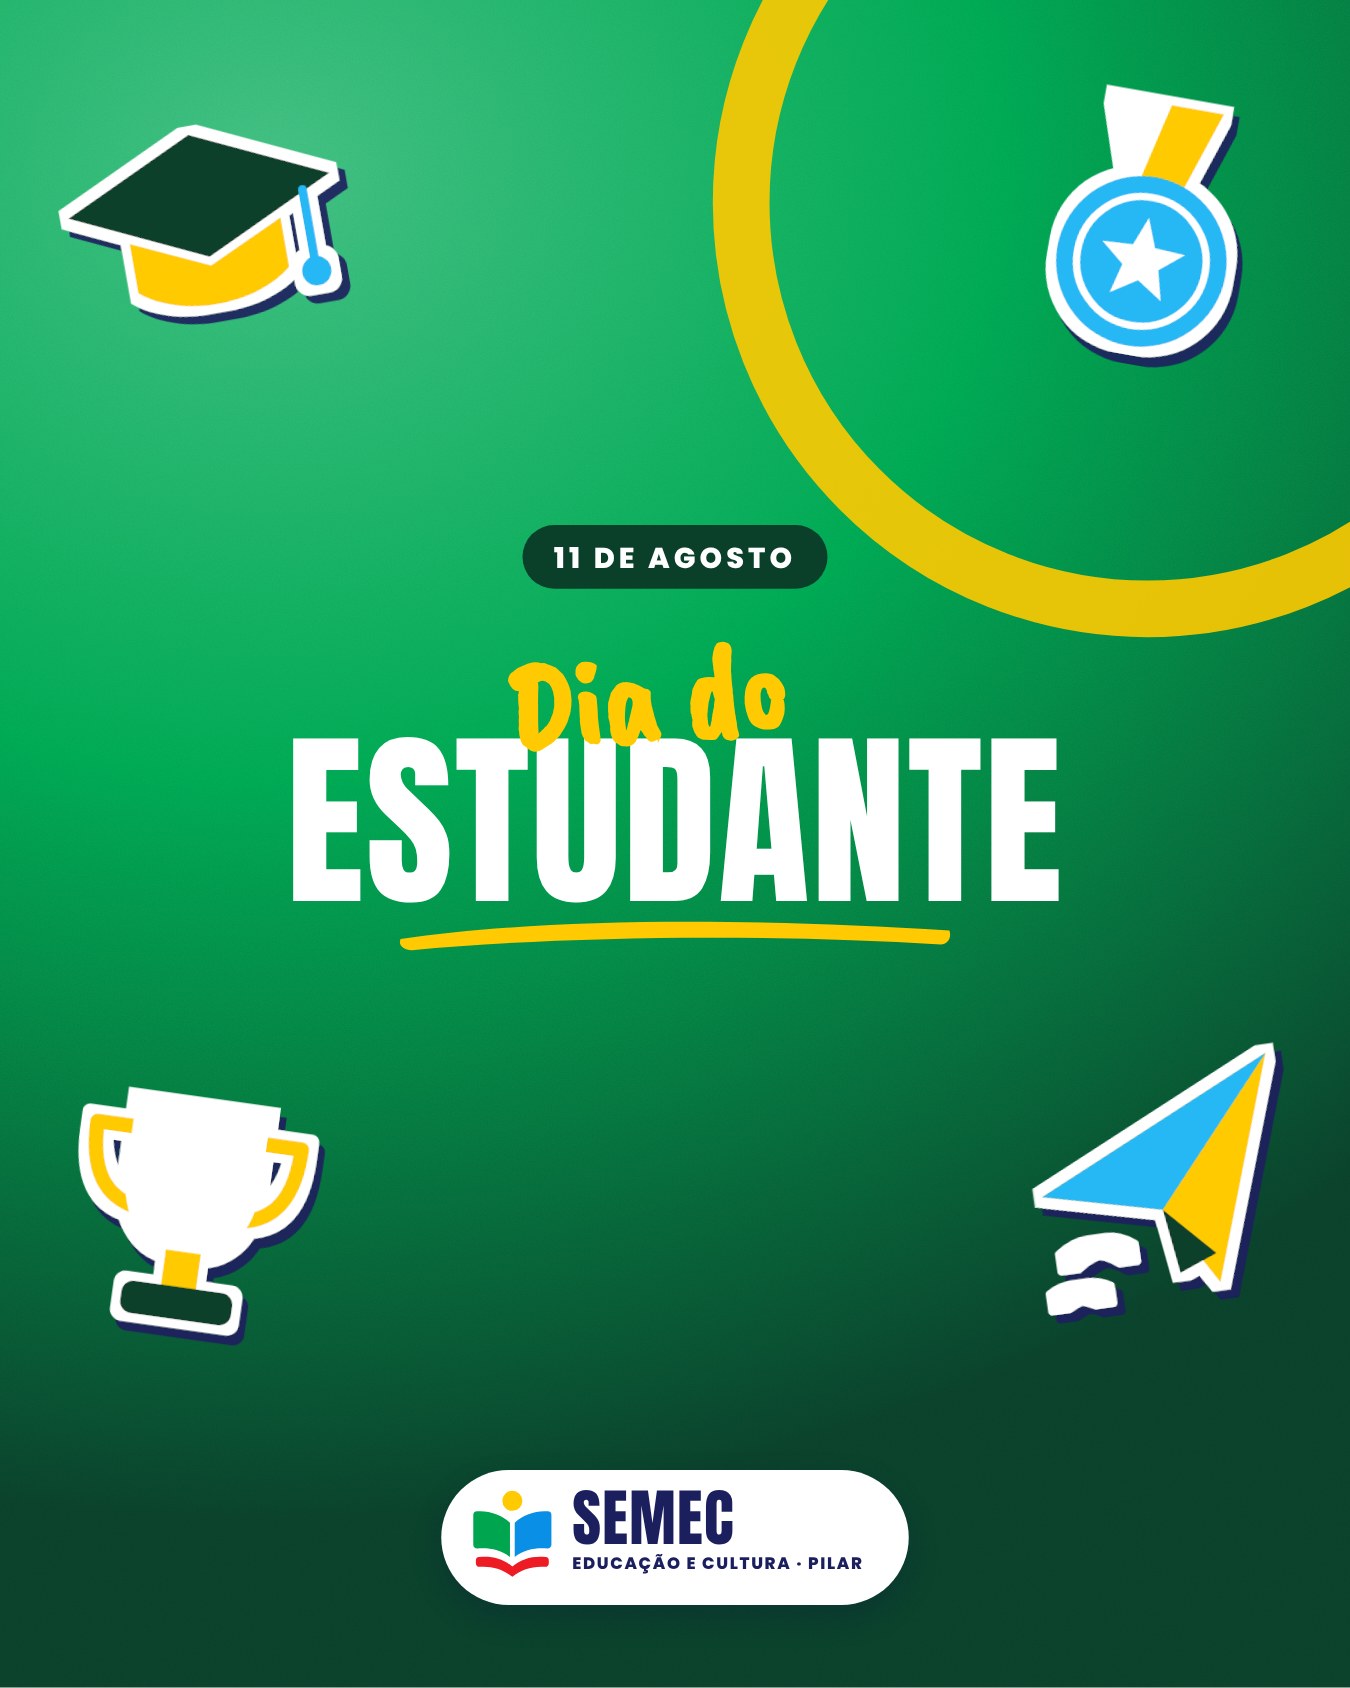 11 DE AGOSTO
Dia do
ESTUDANTE
SEMEC
EDUCAÇÃO E CULTURA · PILAR